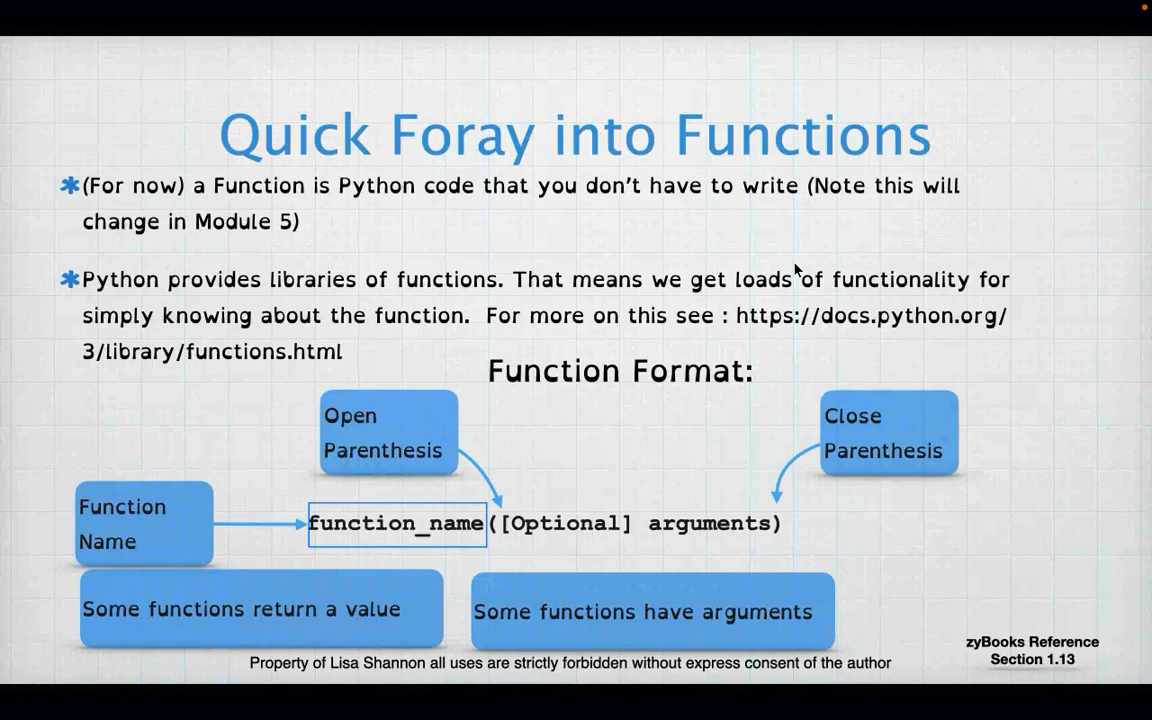 Quick Foray into Functions
(For now) a Function is Python code that you don't have to write (Note this will
change in Module 5)
Python provides libraries of functions. That means we get loads of functionality for
simply knowing about the function. For more on this see : https://docs.python.org/
3/library/functions.html
Function Format:
Open
Parenthesis
Close
Parenthesis
Function
Name
function_name([Optional] arguments)
Some functions return a value
Some functions have arguments
zyBooks Reference
Section 1.13
Property of Lisa Shannon all uses are strictly forbidden without express consent of the author